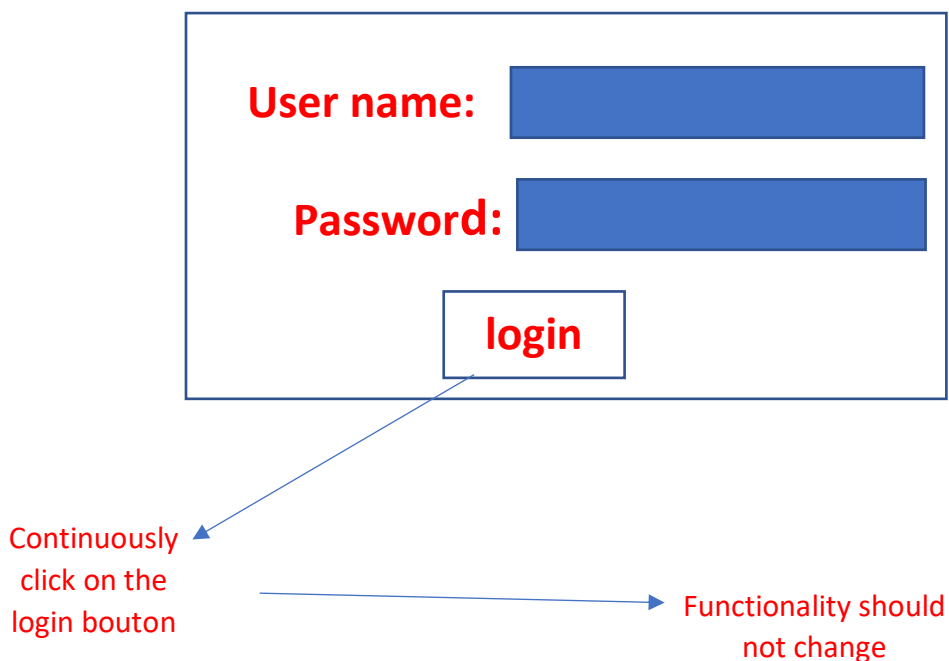 User name:
Password:
login
Continuously
click on the
login bouton
Functionality should
not change